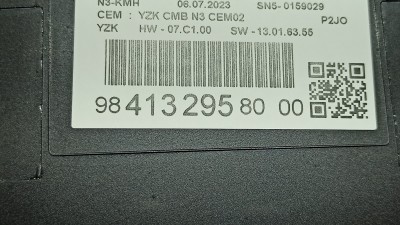 N3-KMH 06.07.2023 SN5- 0159029
CEM : YZK CMB N3 CEM02 P2JO
YZK HW - 07.C1.00 SW - 13.01.63.55
98 413 295 80 00